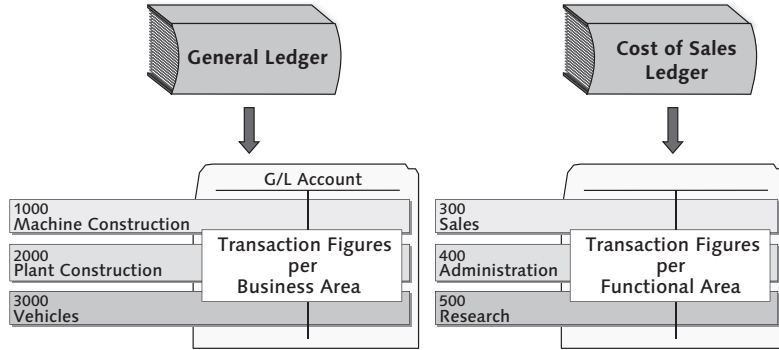 General Ledger
G/L Account
1000
Machine Construction
2000
Plant Construction
3000
Vehicles
Transaction Figures
per
Business Area
Cost of Sales
Ledger
300
Sales
400
Administration
500
Research
Transaction Figures
per
Functional Area